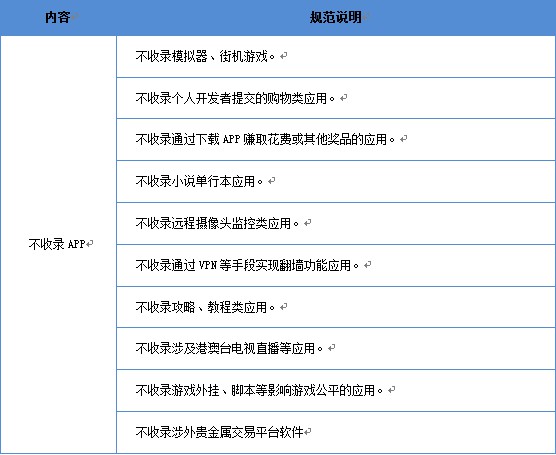 内容 规范说明
不收录模拟器、街机游戏。
不收录个人开发者提交的购物类应用。
不收录通过下载 APP 赚取花费或其他奖品的应用。
不收录小说单行本应用。
不收录远程摄像头监控类应用。
不收录 APP
不收录通过 VPN 等手段实现翻墙功能应用。
不收录攻略、教程类应用。
不收录涉及港澳台电视直播等应用。
不收录游戏外挂、脚本等影响游戏公平的应用。
不收录涉外贵金属交易平台软件